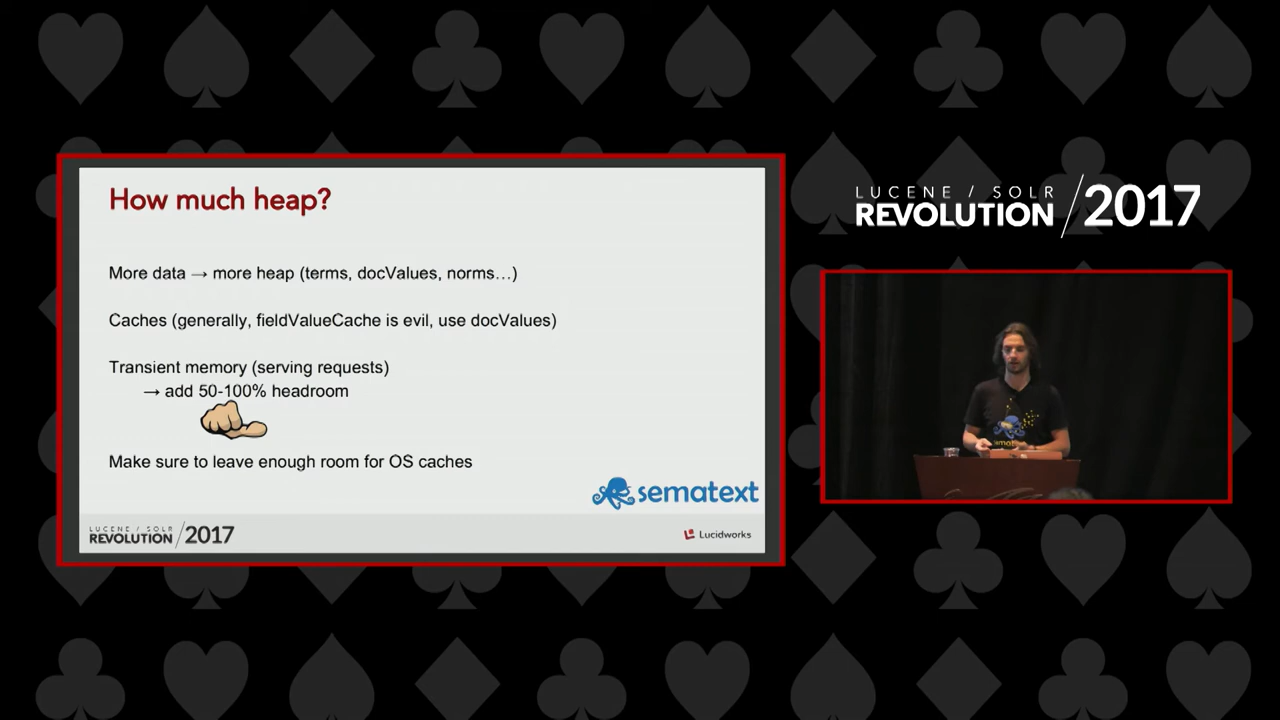 How much heap?
More data → more heap (terms, docValues, norms…)
Caches (generally, fieldValueCache is evil, use docValues)
Transient memory (serving requests)
→ add 50-100% headroom
Make sure to leave enough room for OS caches
sematext
LUCENE / SOLR
REVOLUTION /2017
Lucidworks
LUCENE / SOLR
REVOLUTION /2017